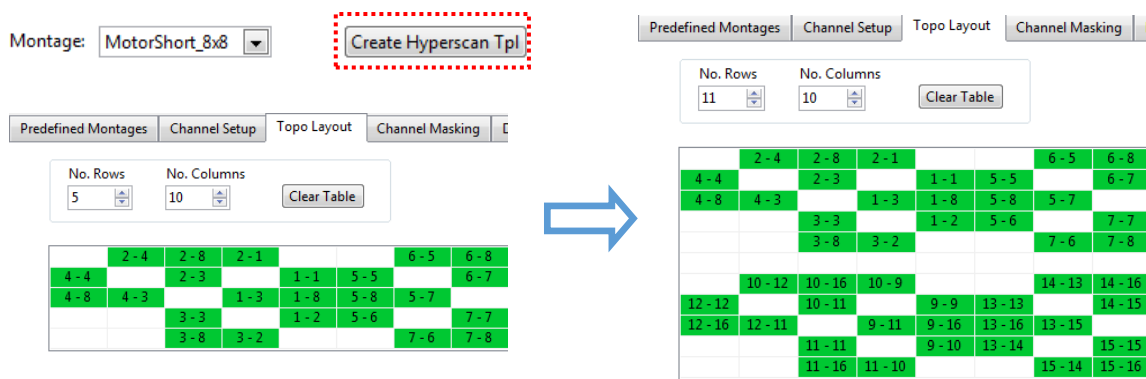 Montage: MotorShort_8x8 Create Hyperscan Tpl
Predefined Montages Channel Setup Topo Layout Channel Masking D
No. Rows No. Columns
5 10 Clear Table
2 - 4 2 - 8 2 - 1 6 - 5 6 - 8
4 - 4 2 - 3 1 - 1 5 - 5 6 - 7
4 - 8 4 - 3 1 - 3 1 - 8 5 - 8 5 - 7
3 - 3 1 - 2 5 - 6 7 - 7
3 - 8 3 - 2 7 - 6 7 - 8
Predefined Montages Channel Setup Topo Layout Channel Masking
No. Rows No. Columns
11 10 Clear Table
2 - 4 2 - 8 2 - 1 6 - 5 6 - 8
4 - 4 2 - 3 1 - 1 5 - 5 6 - 7
4 - 8 4 - 3 1 - 3 1 - 8 5 - 8 5 - 7
3 - 3 1 - 2 5 - 6 7 - 7
3 - 8 3 - 2 7 - 6 7 - 8
10 - 12 10 - 16 10 - 9 14 - 13 14 - 16
12 - 12 10 - 11 9 - 9 13 - 13 14 - 15
12 - 16 12 - 11 9 - 11 9 - 16 13 - 16 13 - 15
11 - 11 9 - 10 13 - 14 15 - 15
11 - 16 11 - 10 15 - 14 15 - 16